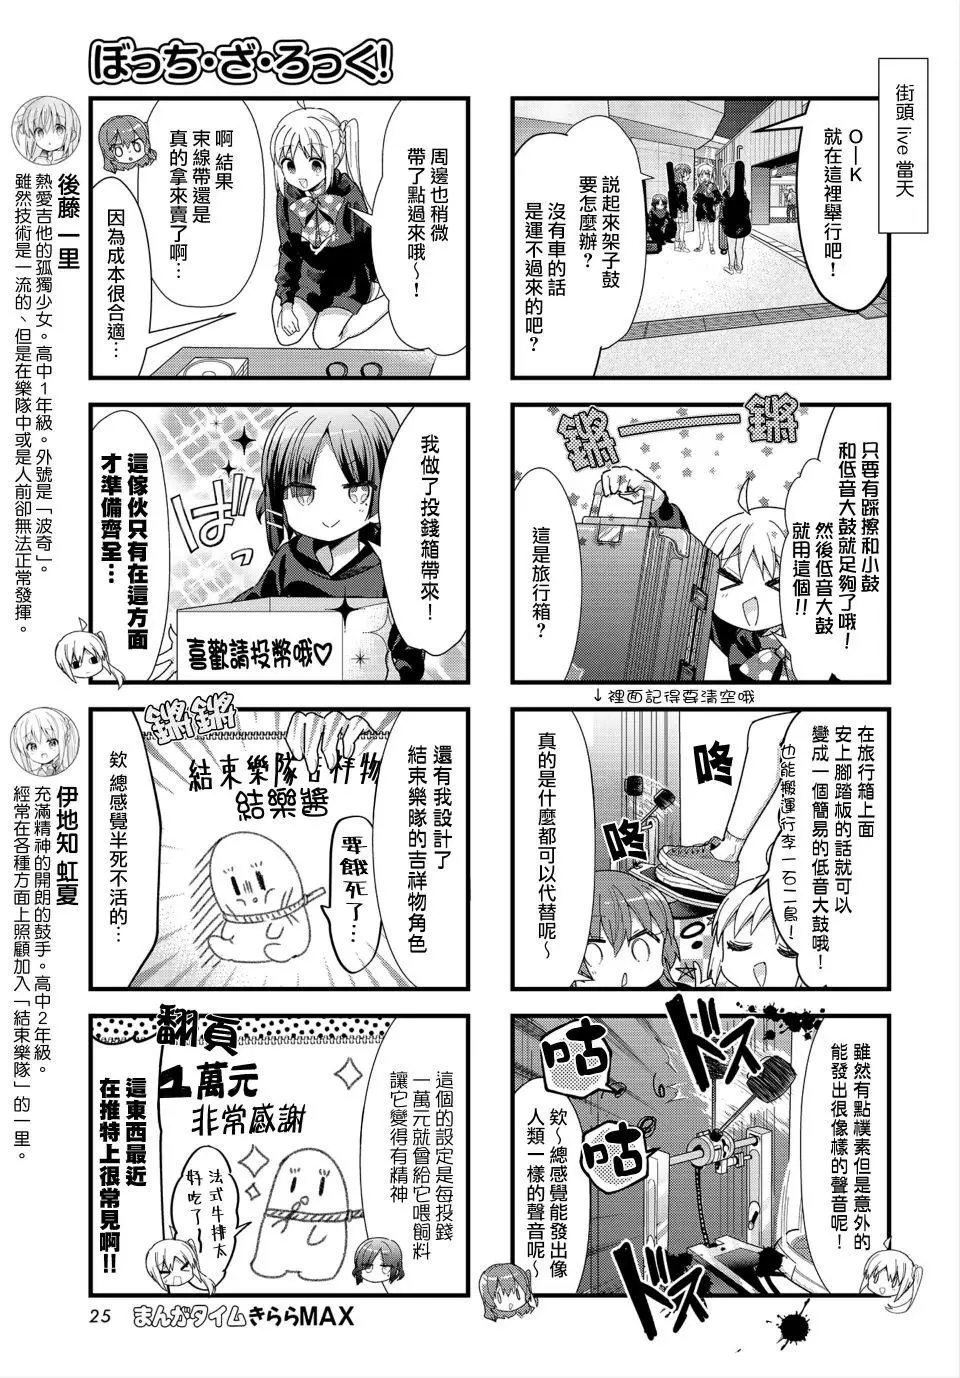 ぼっち・ざ・ろっく!
街頭 live 當天
O—K
就在這裡舉行吧!
說起來架子鼓
要怎麼辦?
沒有車的話
是運不過來的吧?
鏘—鏘
只要有踩擦和小鼓
和低音大鼓就足夠了哦!
然後低音大鼓
就用這個!!
這是旅行箱?
↓裡面記得要清空哦
在旅行箱上面
安上腳踏板的話就可以
變成一個簡易的低音大鼓哦!
也能搬運行李 一石二鳥!
咚
咚
真的是什麼都可以代替呢~
雖然有點樸素但是意外的
能發出很像樣的聲音呢!
ドス
ドス
咕
咕
欸~總感覺能發出像
人類一樣的聲音呢~
周邊也稍微
帶了點過來哦~!
啊 結果
束線帶還是
真的拿來賣了啊…
因為成本很合適…
我做了投錢箱帶來!
ぱっ
喜歡請投幣哦♡
這傢伙只有在這方面
才準備齊全…
還有我設計了
結束樂隊的吉祥物角色
鏘鏘
結束樂隊吉祥物
結樂醬
要餓死了…
欸 總感覺半死不活的…
這個的設定是每投錢
一萬元就會給它喂飼料
讓它變得有精神
翻頁
1萬元
非常感謝
法式牛排太
好吃了~
這東西最近
在推特上很常見啊!!
後藤 一里
熱愛吉他的孤獨少女。高中1年級。外號是「波奇」。
雖然技術是一流的、但是在樂隊中或是人前卻無法正常發揮。
伊地知 虹夏
充滿精神的開朗的鼓手。高中2年級。
經常在各種方面上照顧加入「結束樂隊」的一里。
25 まんがタイムきららMAX